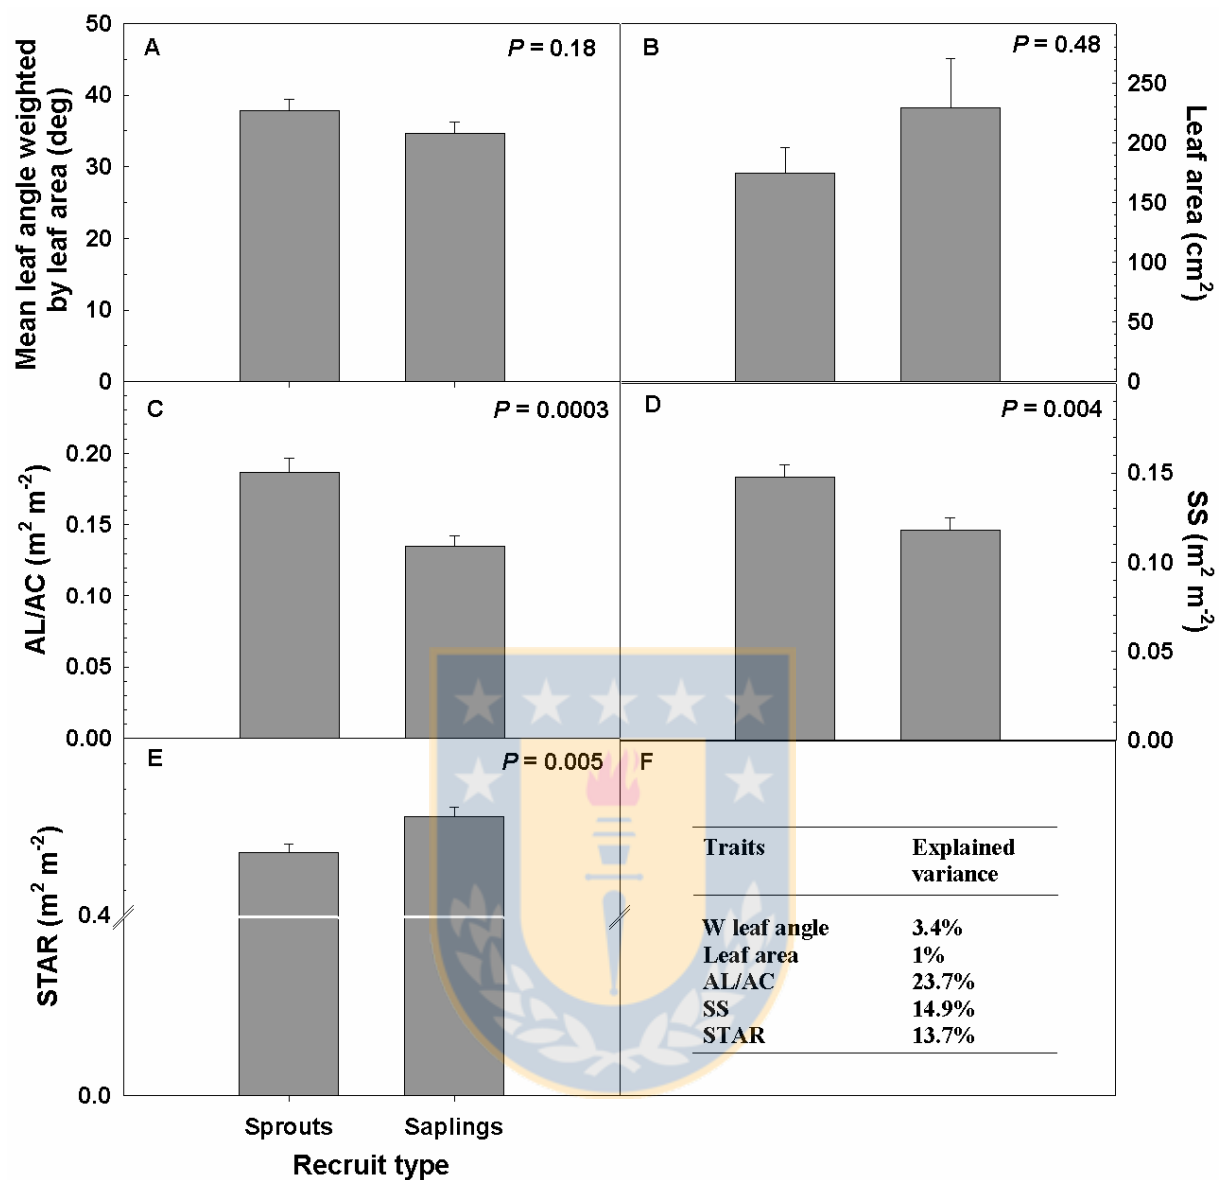 A
P = 0.18
Mean leaf angle weighted
by leaf area (deg)
50
40
30
20
10
0
B
P = 0.48
Leaf area (cm²)
250
200
150
100
50
0
C
P = 0.0003
AL/AC (m² m⁻²)
0.20
0.15
0.10
0.05
0.00
D
P = 0.004
SS (m² m⁻²)
0.15
0.10
0.05
0.00
E
P = 0.005
STAR (m² m⁻²)
0.4
0.0
Sprouts Saplings
Recruit type
F
Traits Explained
variance
W leaf angle 3.4%
Leaf area 1%
AL/AC 23.7%
SS 14.9%
STAR 13.7%